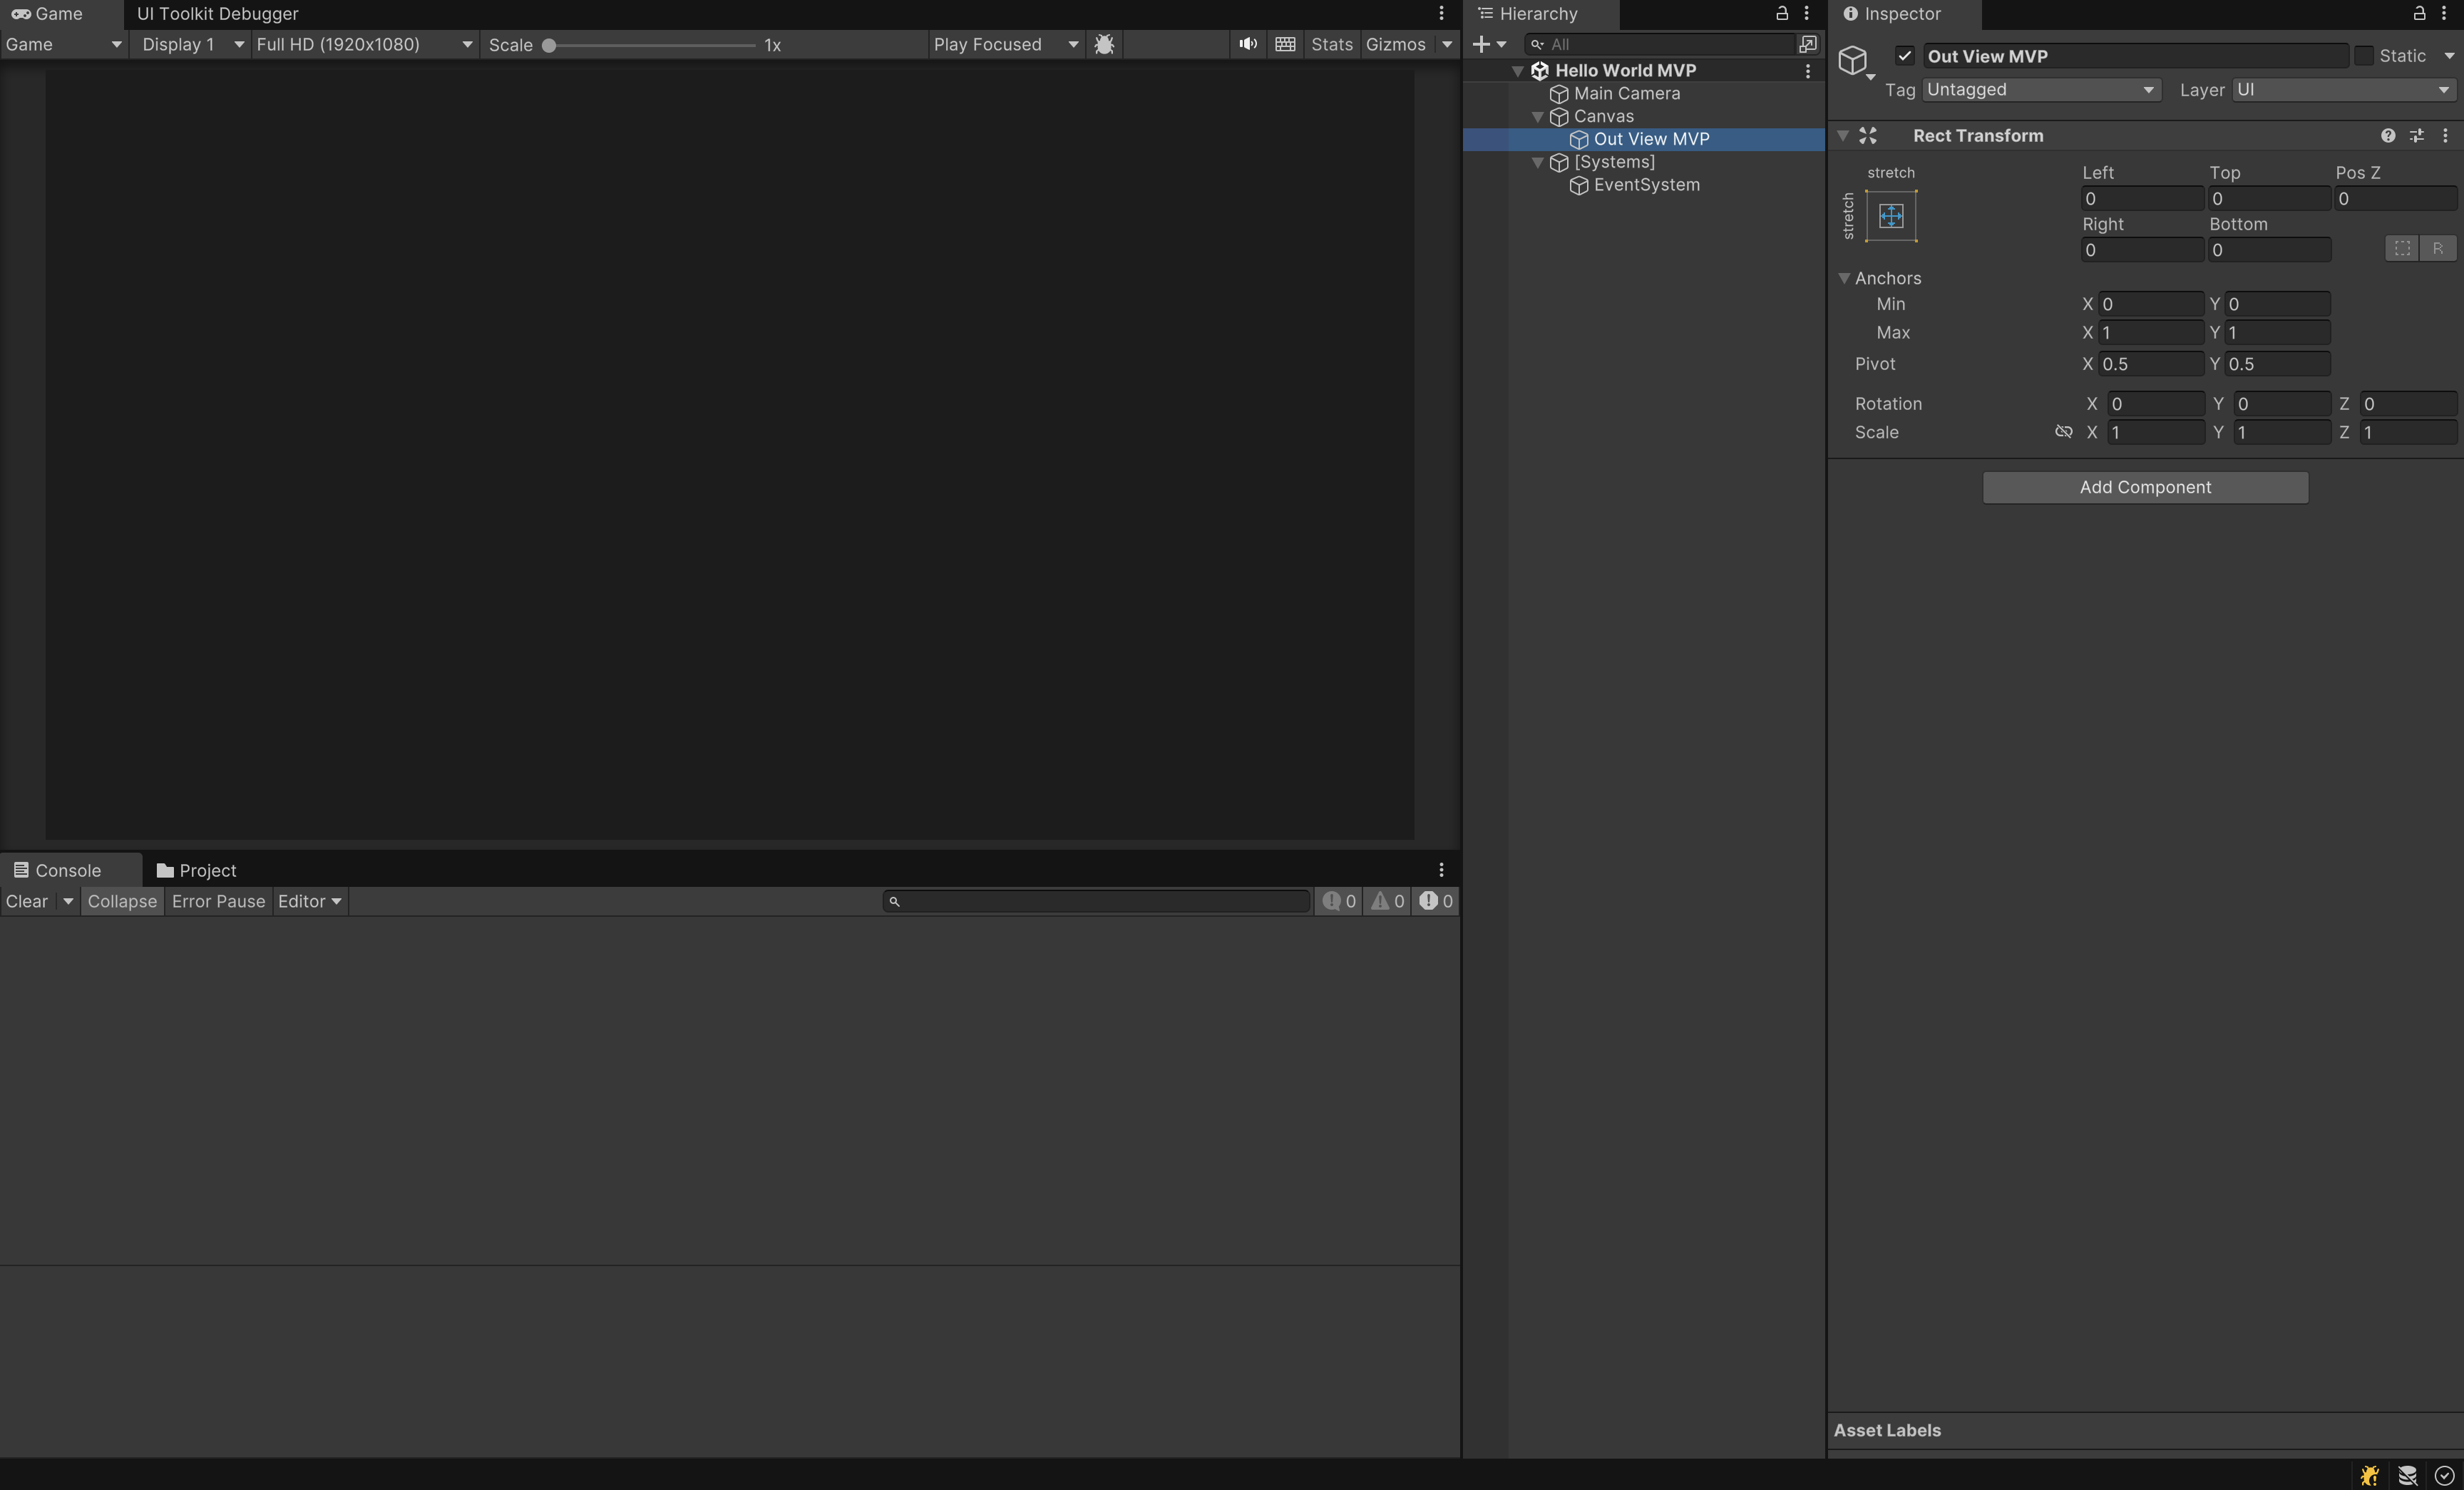 Game
UI Toolkit Debugger
Game
Display 1
Full HD (1920x1080)
Scale
1x
Play Focused
Stats
Gizmos
Console
Project
Clear
Collapse
Error Pause
Editor
0
0
0
Hierarchy
All
Hello World MVP
Main Camera
Canvas
Out View MVP
[Systems]
EventSystem
Inspector
Out View MVP
Static
Tag
Untagged
Layer
UI
Rect Transform
stretch
stretch
Left
Top
Pos Z
0
0
0
Right
Bottom
0
0
R
Anchors
Min
X 0
Y 0
Max
X 1
Y 1
Pivot
X 0.5
Y 0.5
Rotation
X 0
Y 0
Z 0
Scale
X 1
Y 1
Z 1
Add Component
Asset Labels